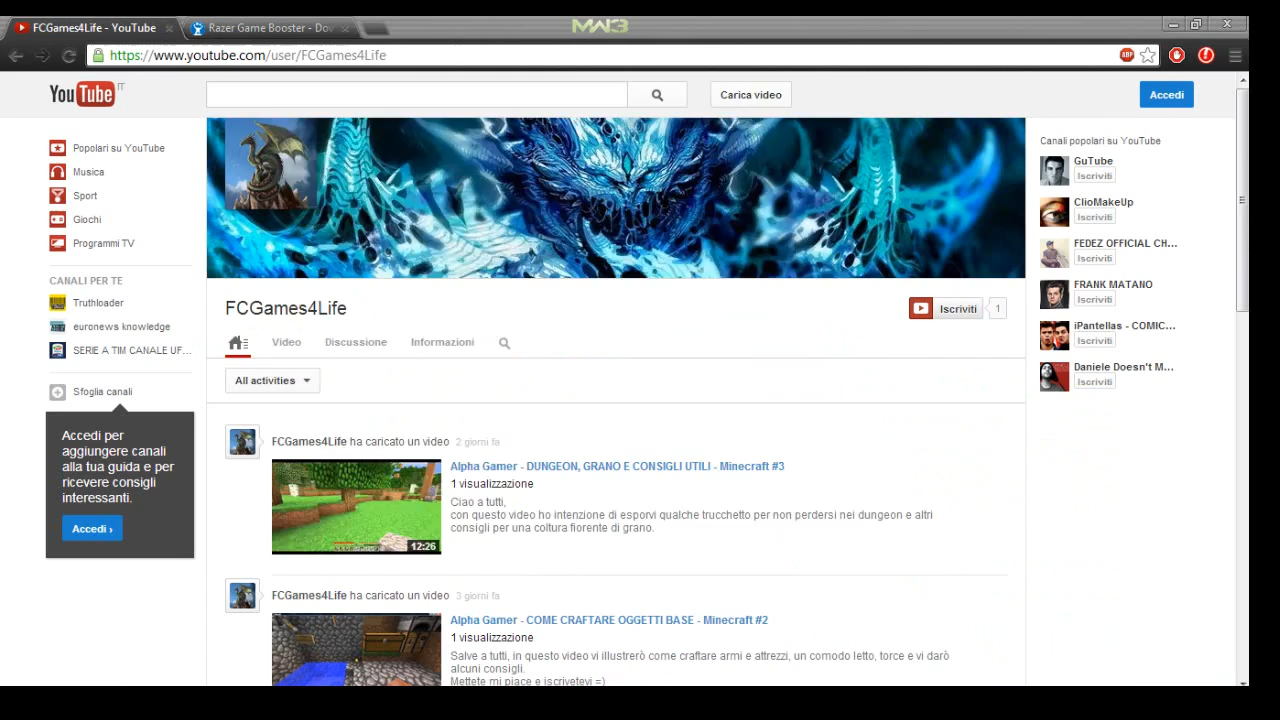 FCGames4Life - YouTube
Razer Game Booster - Dov
MW3
https://www.youtube.com/user/FCGames4Life
ABP
YouTube IT
Carica video
Accedi
Popolari su YouTube
Musica
Sport
Giochi
Programmi TV
CANALI PER TE
Truthloader
euronews knowledge
SERIE A TIM CANALE UF...
Sfoglia canali
Accedi per
aggiungere canali
alla tua guida e per
ricevere consigli
interessanti.
Accedi ›
FCGames4Life
Iscriviti
1
Video
Discussione
Informazioni
All activities
FCGames4Life ha caricato un video 2 giorni fa
Alpha Gamer - DUNGEON, GRANO E CONSIGLI UTILI - Minecraft #3
1 visualizzazione
Ciao a tutti,
con questo video ho intenzione di esporvi qualche trucchetto per non perdersi nei dungeon e altri
consigli per una coltura fiorente di grano.
12:26
FCGames4Life ha caricato un video 3 giorni fa
Alpha Gamer - COME CRAFTARE OGGETTI BASE - Minecraft #2
1 visualizzazione
Salve a tutti, in questo video vi illustrerò come craftare armi e attrezzi, un comodo letto, torce e vi darò
alcuni consigli.
Mettete mi piace e iscrivetevi =)
Canali popolari su YouTube
GuTube
Iscriviti
ClioMakeUp
Iscriviti
FEDEZ OFFICIAL CH...
Iscriviti
FRANK MATANO
Iscriviti
iPantellas - COMIC...
Iscriviti
Daniele Doesn't M...
Iscriviti